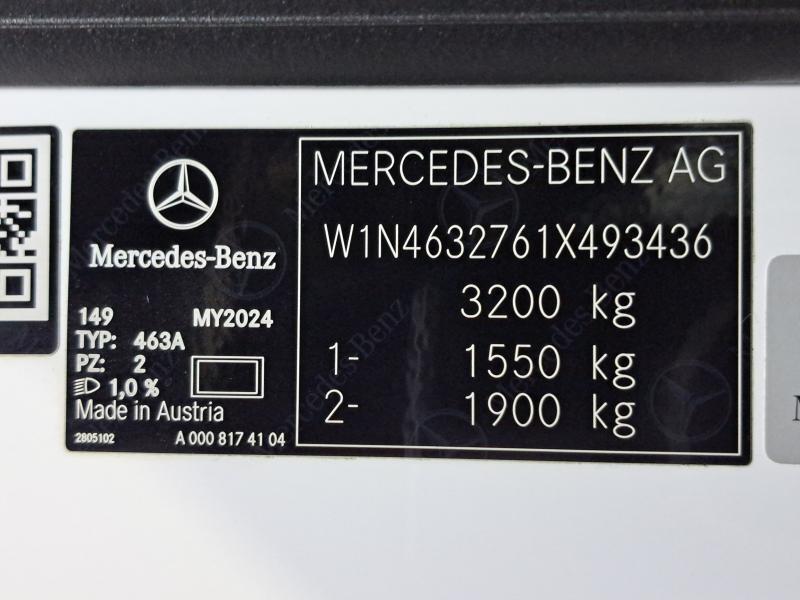 Mercedes-Benz
149 MY2024
TYP: 463A
PZ: 2
1,0 %
Made in Austria
2805102 A 000 817 41 04
MERCEDES-BENZ AG
W1N4632761X493436
3200 kg
1- 1550 kg
2- 1900 kg